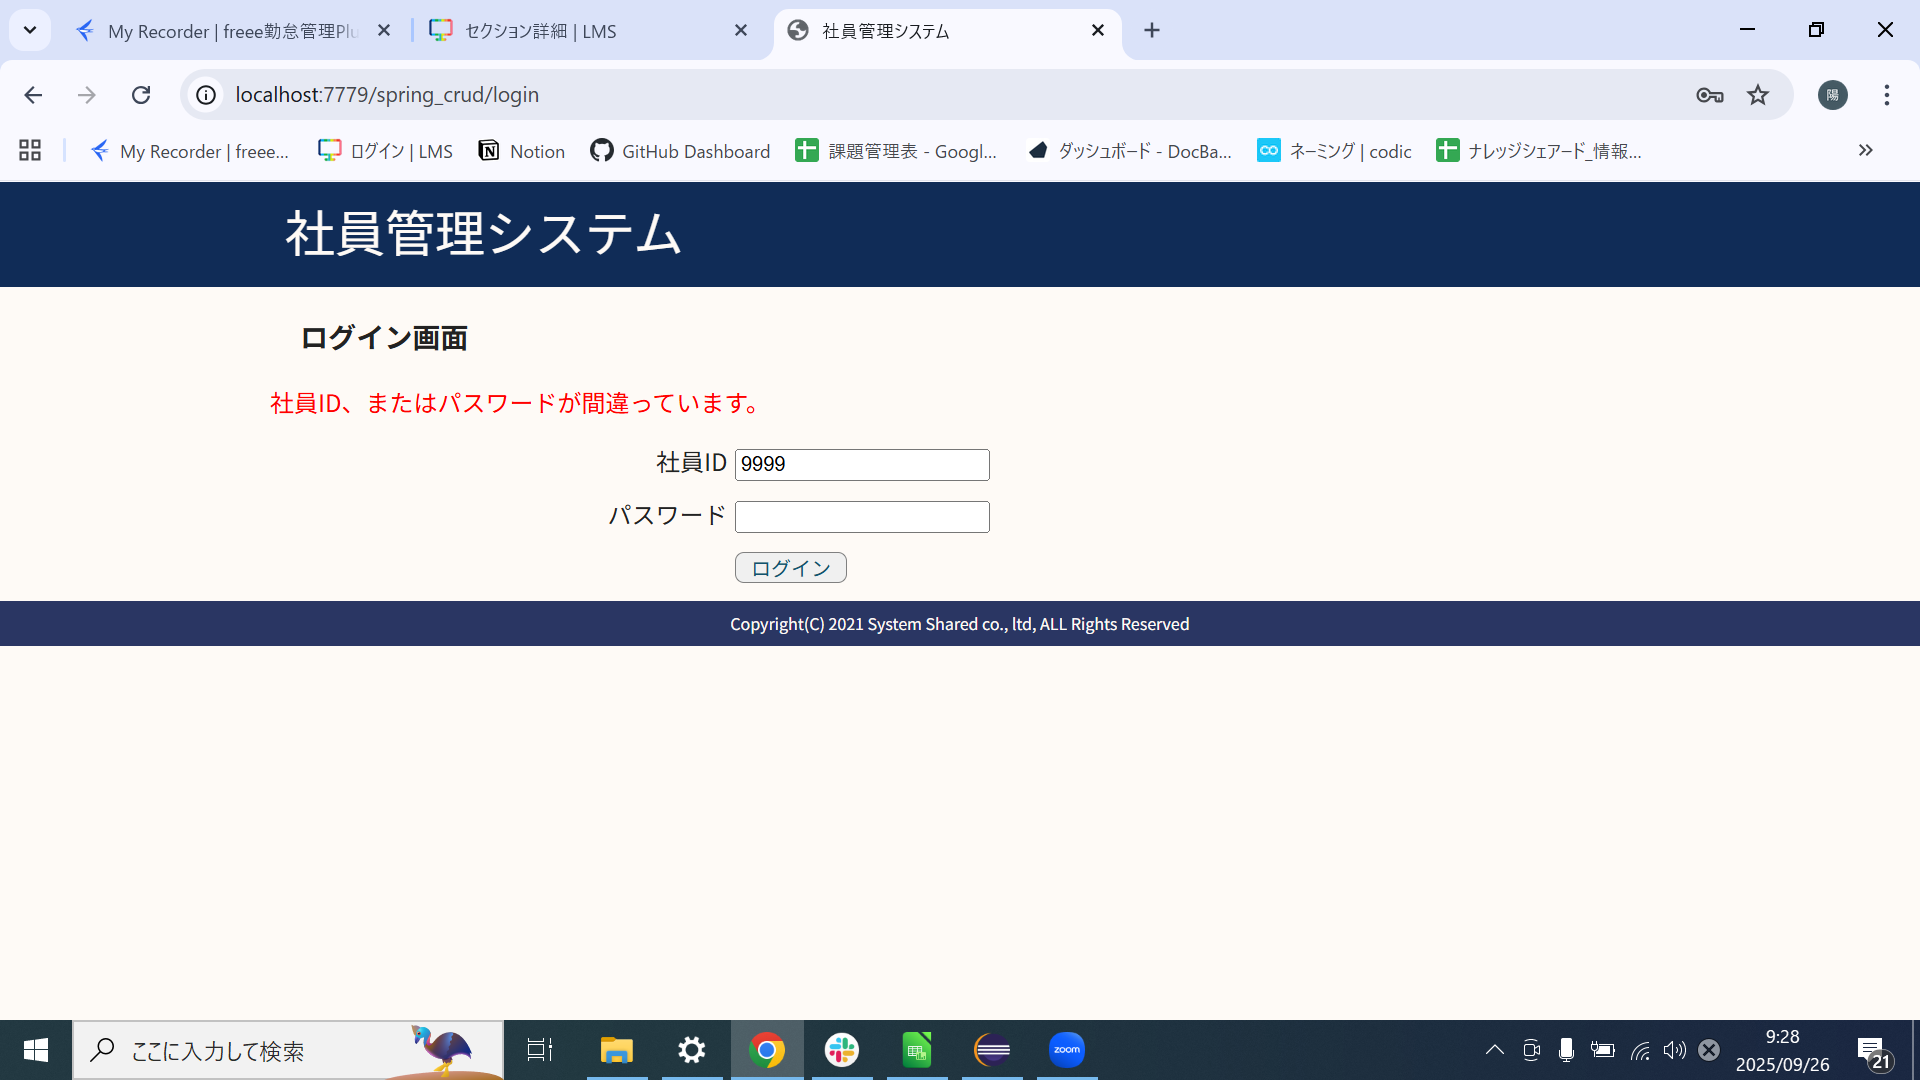 My Recorder | freee勤怠管理Plu
セクション詳細 | LMS
社員管理システム
localhost:7779/spring_crud/login
陽
My Recorder | freee...
ログイン | LMS
Notion
GitHub Dashboard
課題管理表 - Googl...
ダッシュボード - DocBa...
ネーミング | codic
ナレッジシェアード_情報...
社員管理システム
ログイン画面
社員ID、またはパスワードが間違っています。
社員ID 9999
パスワード
ログイン
Copyright(C) 2021 System Shared co., ltd, ALL Rights Reserved
ここに入力して検索
zoom
9:28
2025/09/26
21